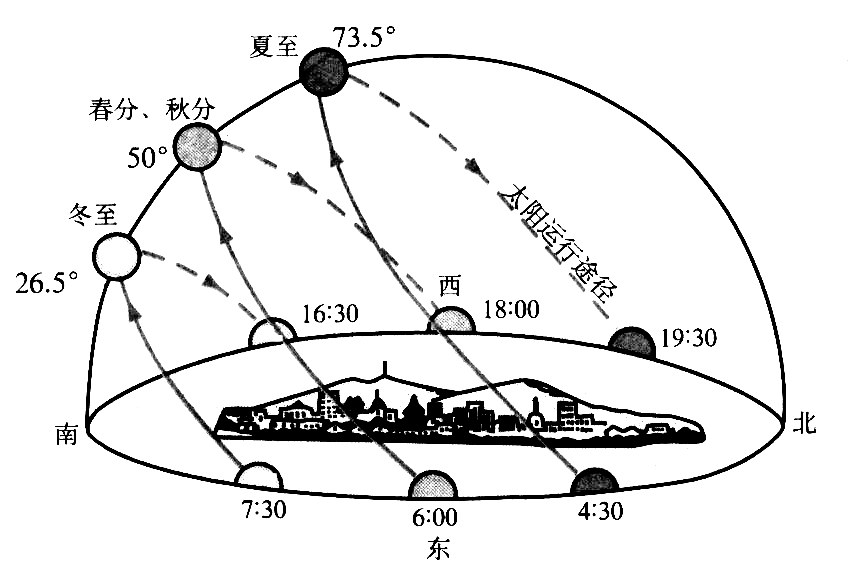 夏至
73.5°
春分、秋分
50°
冬至
26.5°
太阳运行途径
西
16:30
18:00
19:30
南
北
7:30
6:00
4:30
东